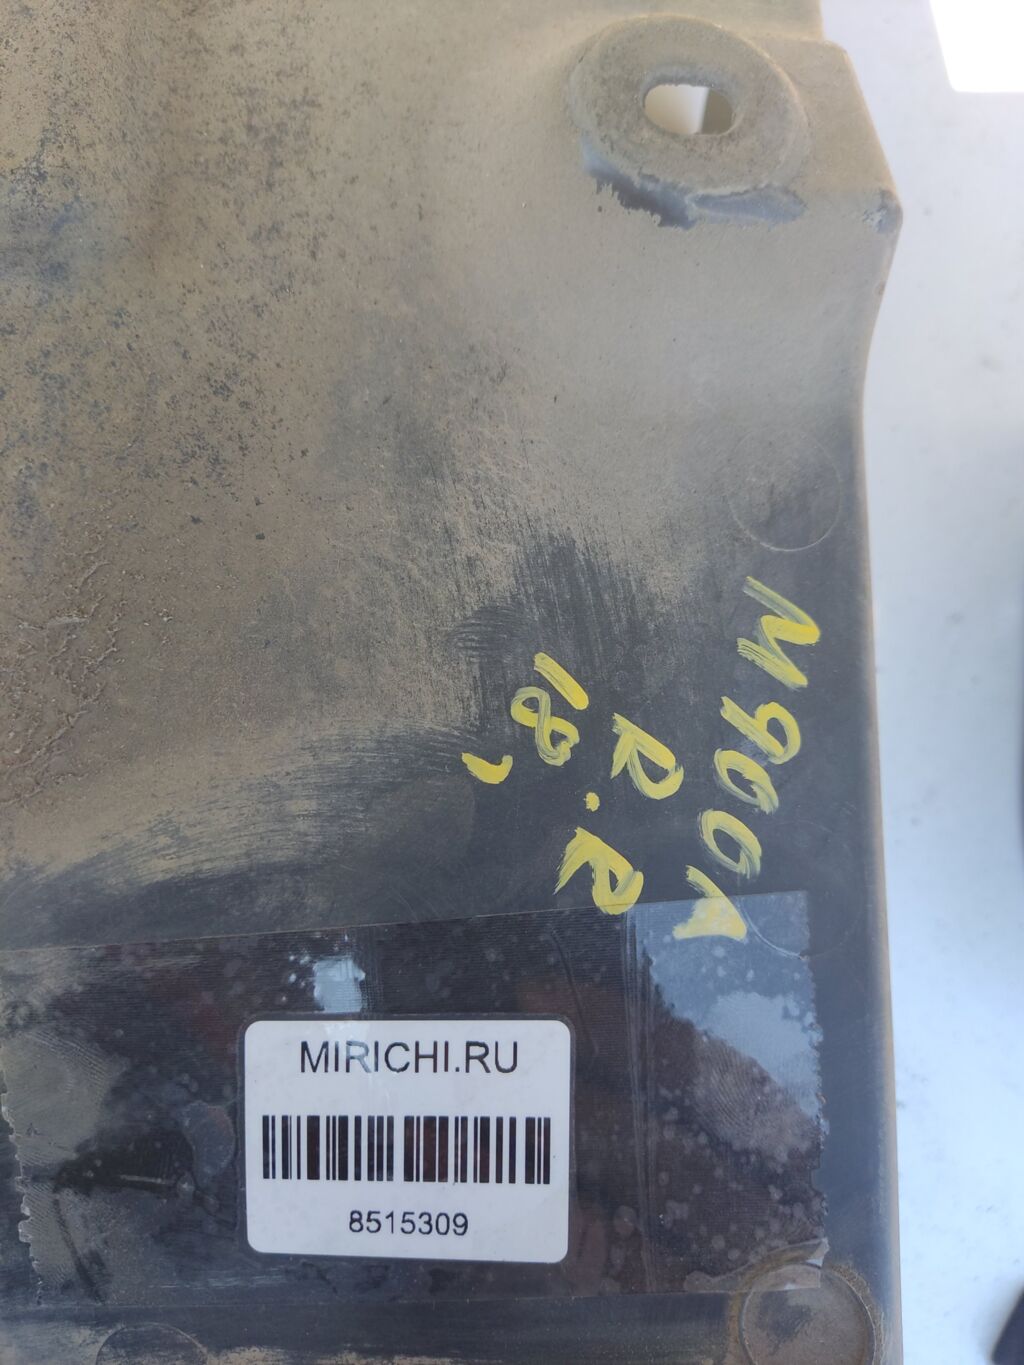 M900A
R.R
18'
MIRICHI.RU
8515309